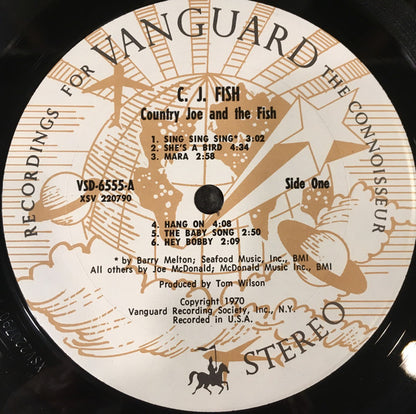 RECORDINGS FOR VANGUARD THE CONNOISSEUR
C. J. FISH
Country Joe and the Fish
1. SING SING SING* 3:02
2. SHE'S A BIRD 4:34
3. MARA 2:58
VSD-6555-A
XSV 220790
Side One
4. HANG ON 4:08
5. THE BABY SONG 2:50
6. HEY BOBBY 2:09
* by Barry Melton; Seafood Music, Inc., BMI
All others by Joe McDonald; McDonald Music Inc., BMI
Produced by Tom Wilson
Copyright 1970
Vanguard Recording Society, Inc., N.Y.
Recorded in U.S.A.
STEREO